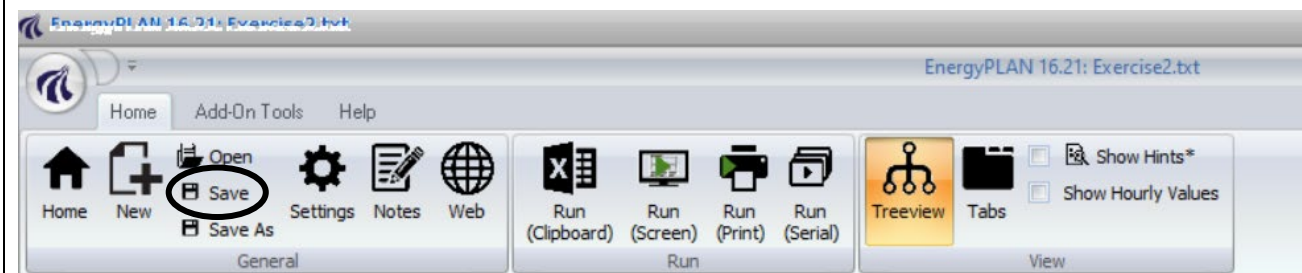 EnergyPLAN 16.21: Exercise2.txt
EnergyPLAN 16.21: Exercise2.txt
Home Add-On Tools Help
Open
Save
Save As
Home
New
Settings
Notes
Web
General
Run
(Clipboard)
Run
(Screen)
Run
(Print)
Run
(Serial)
Run
Treeview
Tabs
Show Hints*
Show Hourly Values
View